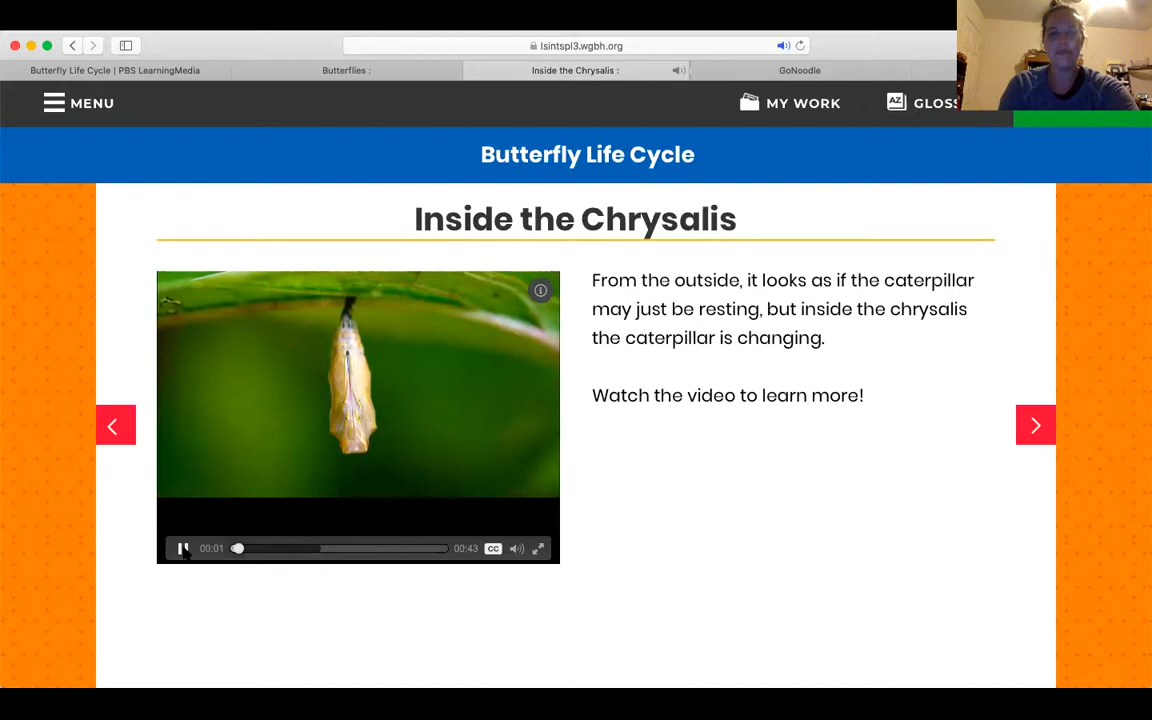 lsintspl3.wgbh.org
Butterfly Life Cycle | PBS LearningMedia
Butterflies :
Inside the Chrysalis :
GoNoodle
MENU
MY WORK
AZ
GLOSS
Butterfly Life Cycle
Inside the Chrysalis
From the outside, it looks as if the caterpillar
may just be resting, but inside the chrysalis
the caterpillar is changing.
Watch the video to learn more!
00:01
00:43
CC